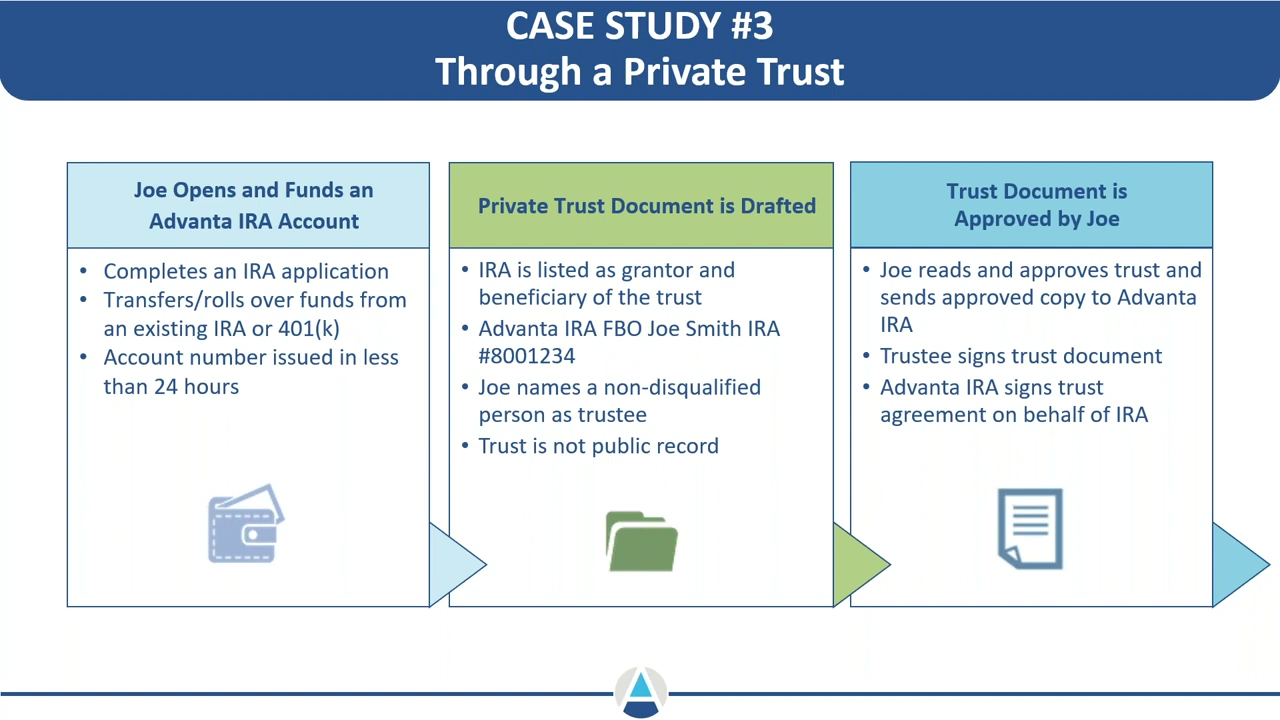 CASE STUDY #3
Through a Private Trust
Joe Opens and Funds an
Advanta IRA Account
• Completes an IRA application
• Transfers/rolls over funds from
an existing IRA or 401(k)
• Account number issued in less
than 24 hours
Private Trust Document is Drafted
• IRA is listed as grantor and
beneficiary of the trust
• Advanta IRA FBO Joe Smith IRA
#8001234
• Joe names a non-disqualified
person as trustee
• Trust is not public record
Trust Document is
Approved by Joe
• Joe reads and approves trust and
sends approved copy to Advanta
IRA
• Trustee signs trust document
• Advanta IRA signs trust
agreement on behalf of IRA